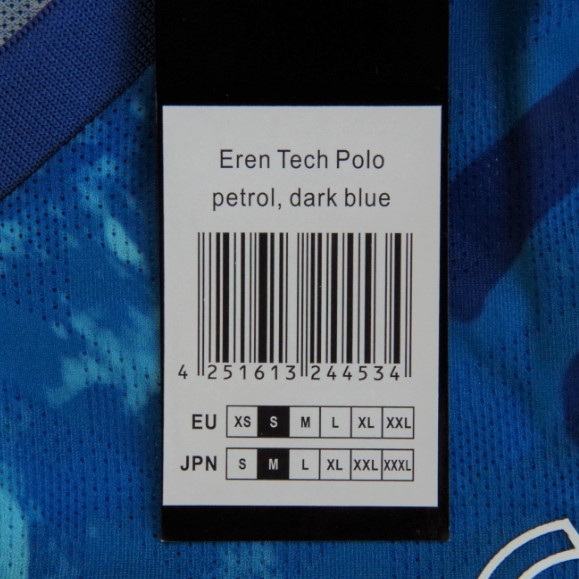 Eren Tech Polo
petrol, dark blue
4 251613 244534
EU XS S M L XL XXL
JPN S M L XL XXL XXXL